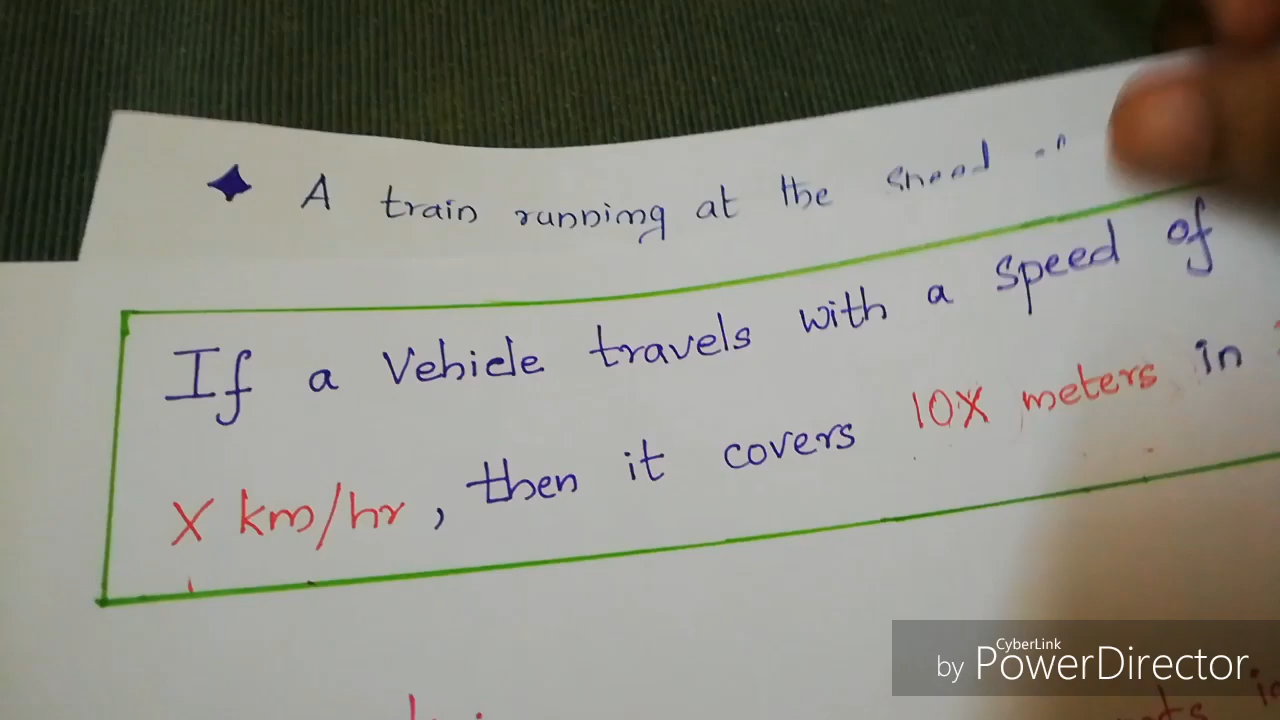 A train running at the speed
If a Vehicle travels with a speed of
X km/hr, then it covers 10X meters in
CyberLink
by PowerDirector